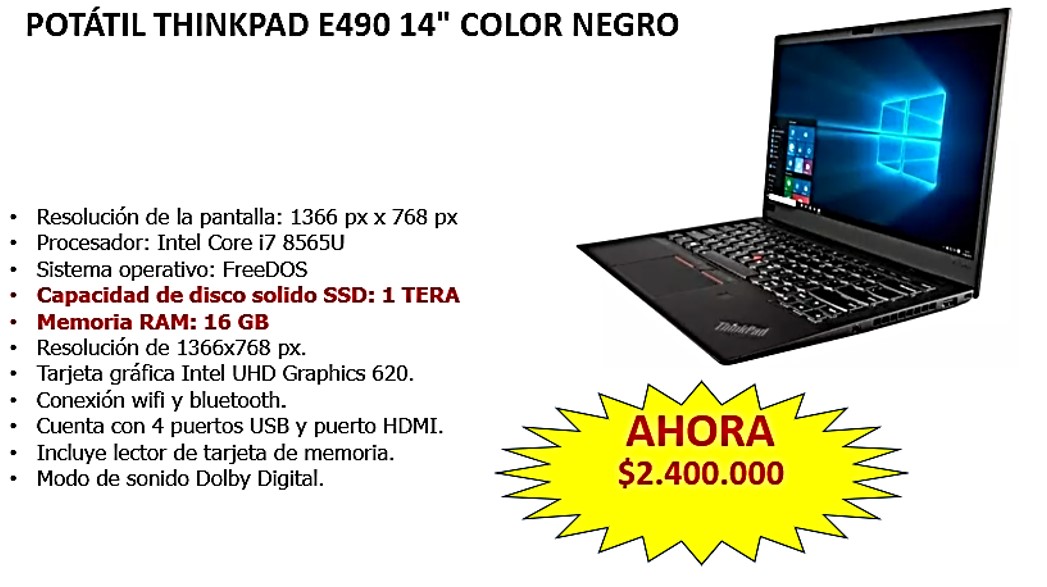 POTÁTIL THINKPAD E490 14" COLOR NEGRO
• Resolución de la pantalla: 1366 px x 768 px
• Procesador: Intel Core i7 8565U
• Sistema operativo: FreeDOS
• Capacidad de disco solido SSD: 1 TERA
• Memoria RAM: 16 GB
• Resolución de 1366x768 px.
• Tarjeta gráfica Intel UHD Graphics 620.
• Conexión wifi y bluetooth.
• Cuenta con 4 puertos USB y puerto HDMI.
• Incluye lector de tarjeta de memoria.
• Modo de sonido Dolby Digital.
ThinkPad
AHORA
$2.400.000